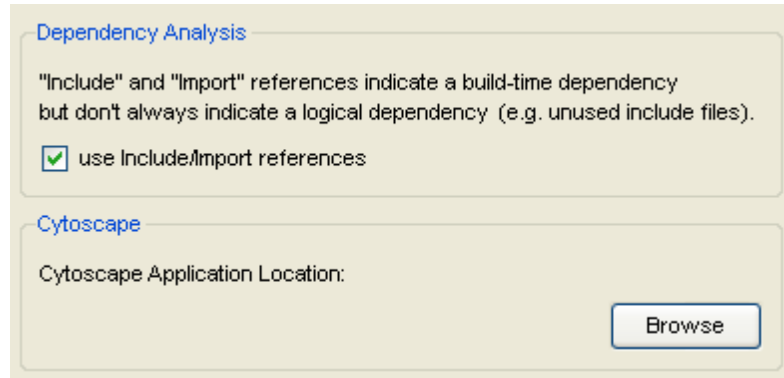 Dependency Analysis
"Include" and "Import" references indicate a build-time dependency
but don't always indicate a logical dependency (e.g. unused include files).
use Include/Import references
Cytoscape
Cytoscape Application Location:
Browse